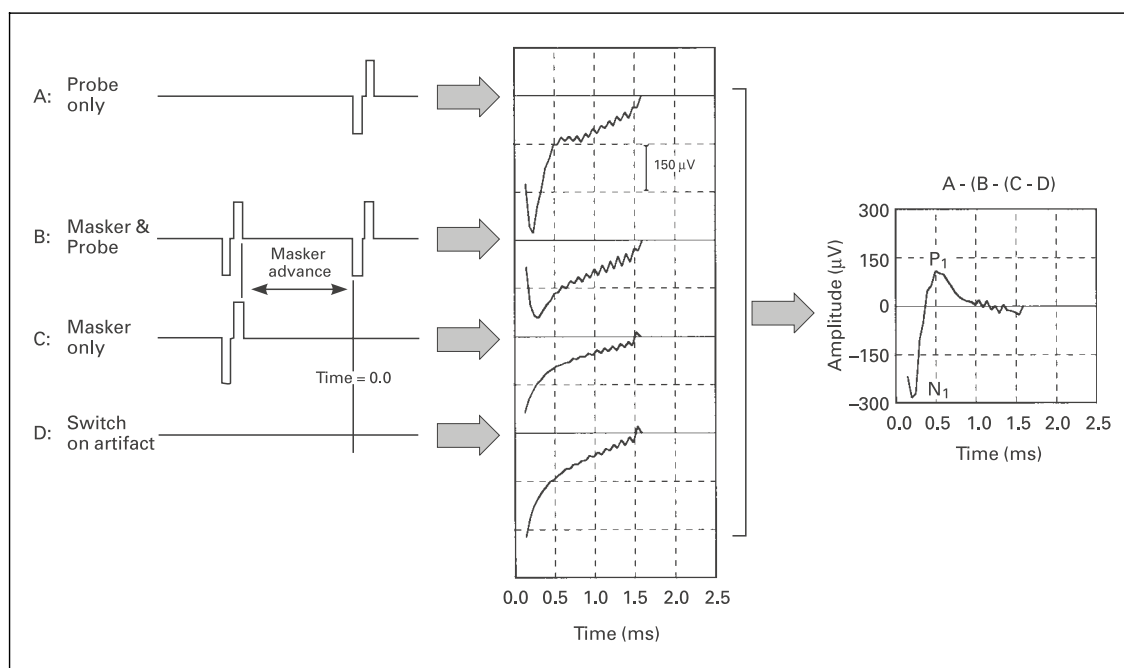 A: Probe only
B: Masker & Probe
Masker advance
C: Masker only
Time = 0.0
D: Switch on artifact
150 µV
0.0 0.5 1.0 1.5 2.0 2.5
Time (ms)
A - (B - (C - D)
300
150
0
–150
–300
Amplitude (µV)
P1
N1
0.0 0.5 1.0 1.5 2.0 2.5
Time (ms)